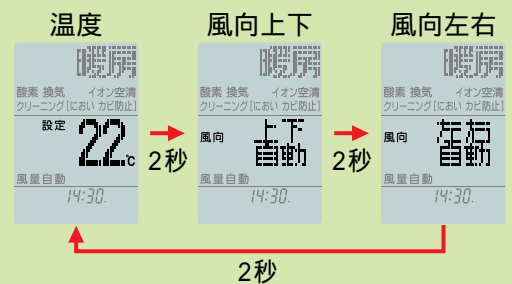 温度
暖房
酸素 換気 イオン空清
クリーニング[におい カビ防止]
設定 22℃
風量自動
14:30.
2秒
風向上下
暖房
酸素 換気 イオン空清
クリーニング[におい カビ防止]
風向 上下
自動
風量自動
14:30.
2秒
風向左右
暖房
酸素 換気 イオン空清
クリーニング[におい カビ防止]
風向 左右
自動
風量自動
14:30.
2秒